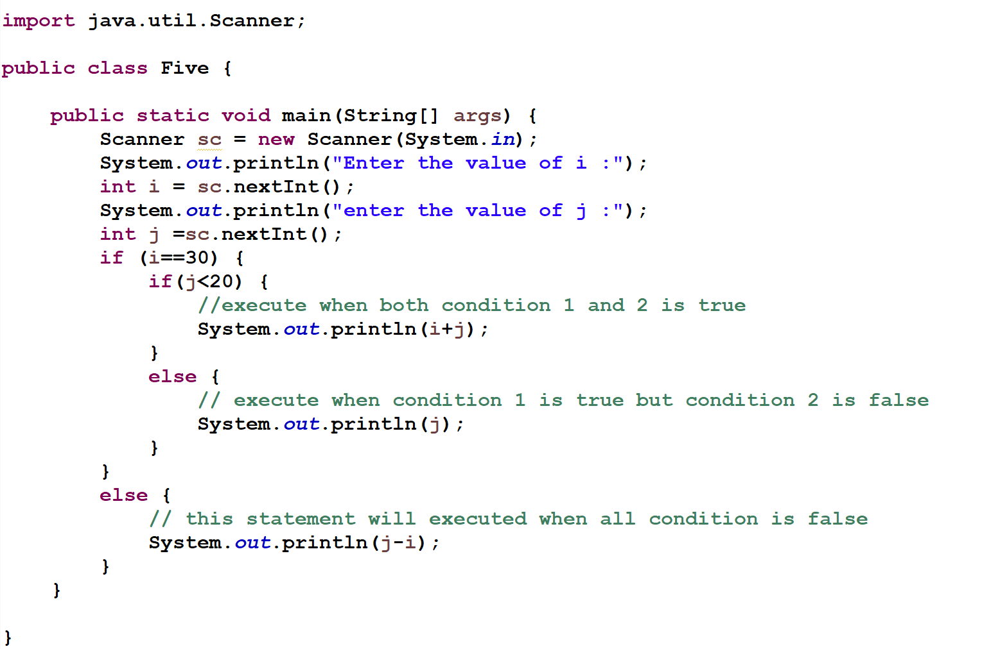 import java.util.Scanner;
public class Five {
public static void main(String[] args) {
Scanner sc = new Scanner(System.in);
System.out.println("Enter the value of i :");
int i = sc.nextInt();
System.out.println("enter the value of j :");
int j =sc.nextInt();
if (i==30) {
if(j<20) {
//execute when both condition 1 and 2 is true
System.out.println(i+j);
}
else {
// execute when condition 1 is true but condition 2 is false
System.out.println(j);
}
}
else {
// this statement will executed when all condition is false
System.out.println(j-i);
}
}
}